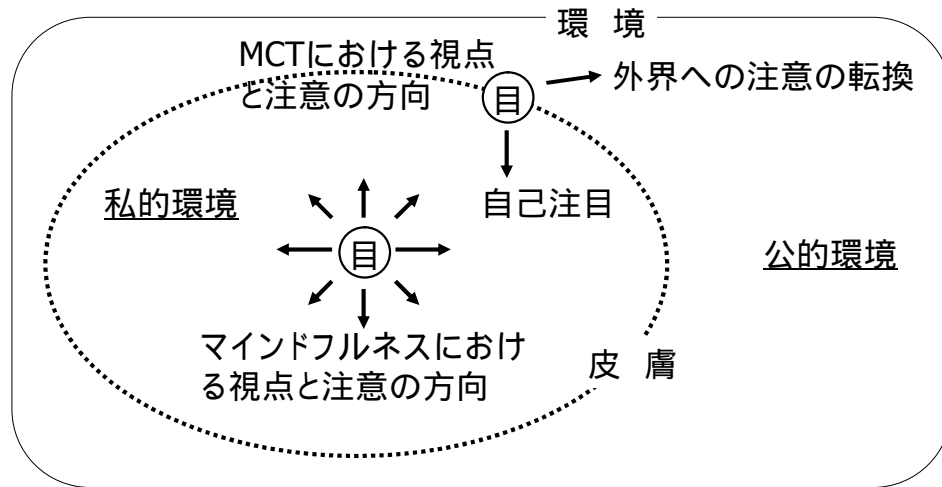 環 境
MCTにおける視点
と注意の方向
目
外界への注意の転換
私的環境
自己注目
目
公的環境
マインドフルネスにおけ
る視点と注意の方向
皮 膚